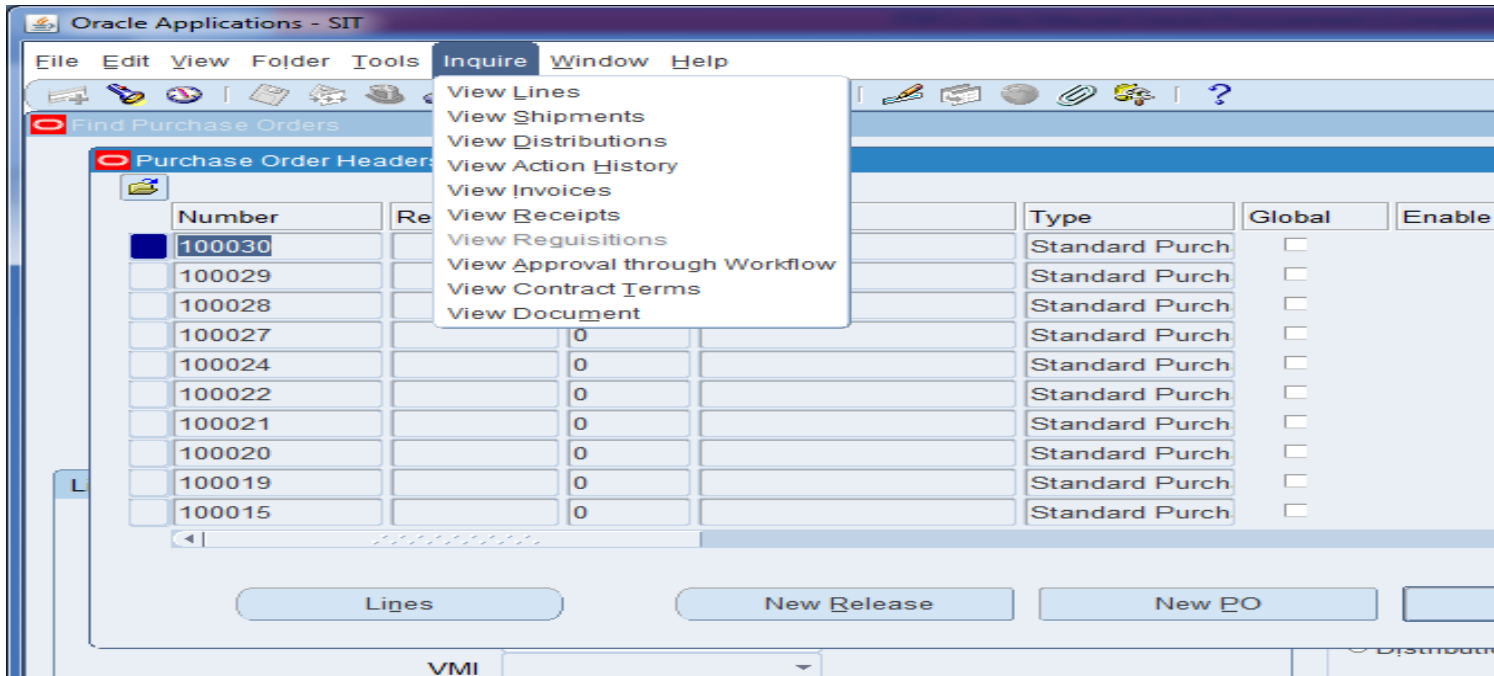 Oracle Applications - SIT
File Edit View Folder Tools Inquire Window Help
View Lines
View Shipments
View Distributions
View Action History
View Invoices
View Receipts
View Requisitions
View Approval through Workflow
View Contract Terms
View Document
Find Purchase Orders
Purchase Order Headers
Number Re Type Global Enable
100030 Standard Purch
100029 Standard Purch
100028 Standard Purch
100027 0 Standard Purch
100024 0 Standard Purch
100022 0 Standard Purch
100021 0 Standard Purch
100020 0 Standard Purch
100019 0 Standard Purch
100015 0 Standard Purch
Lines New Release New PO
VMI